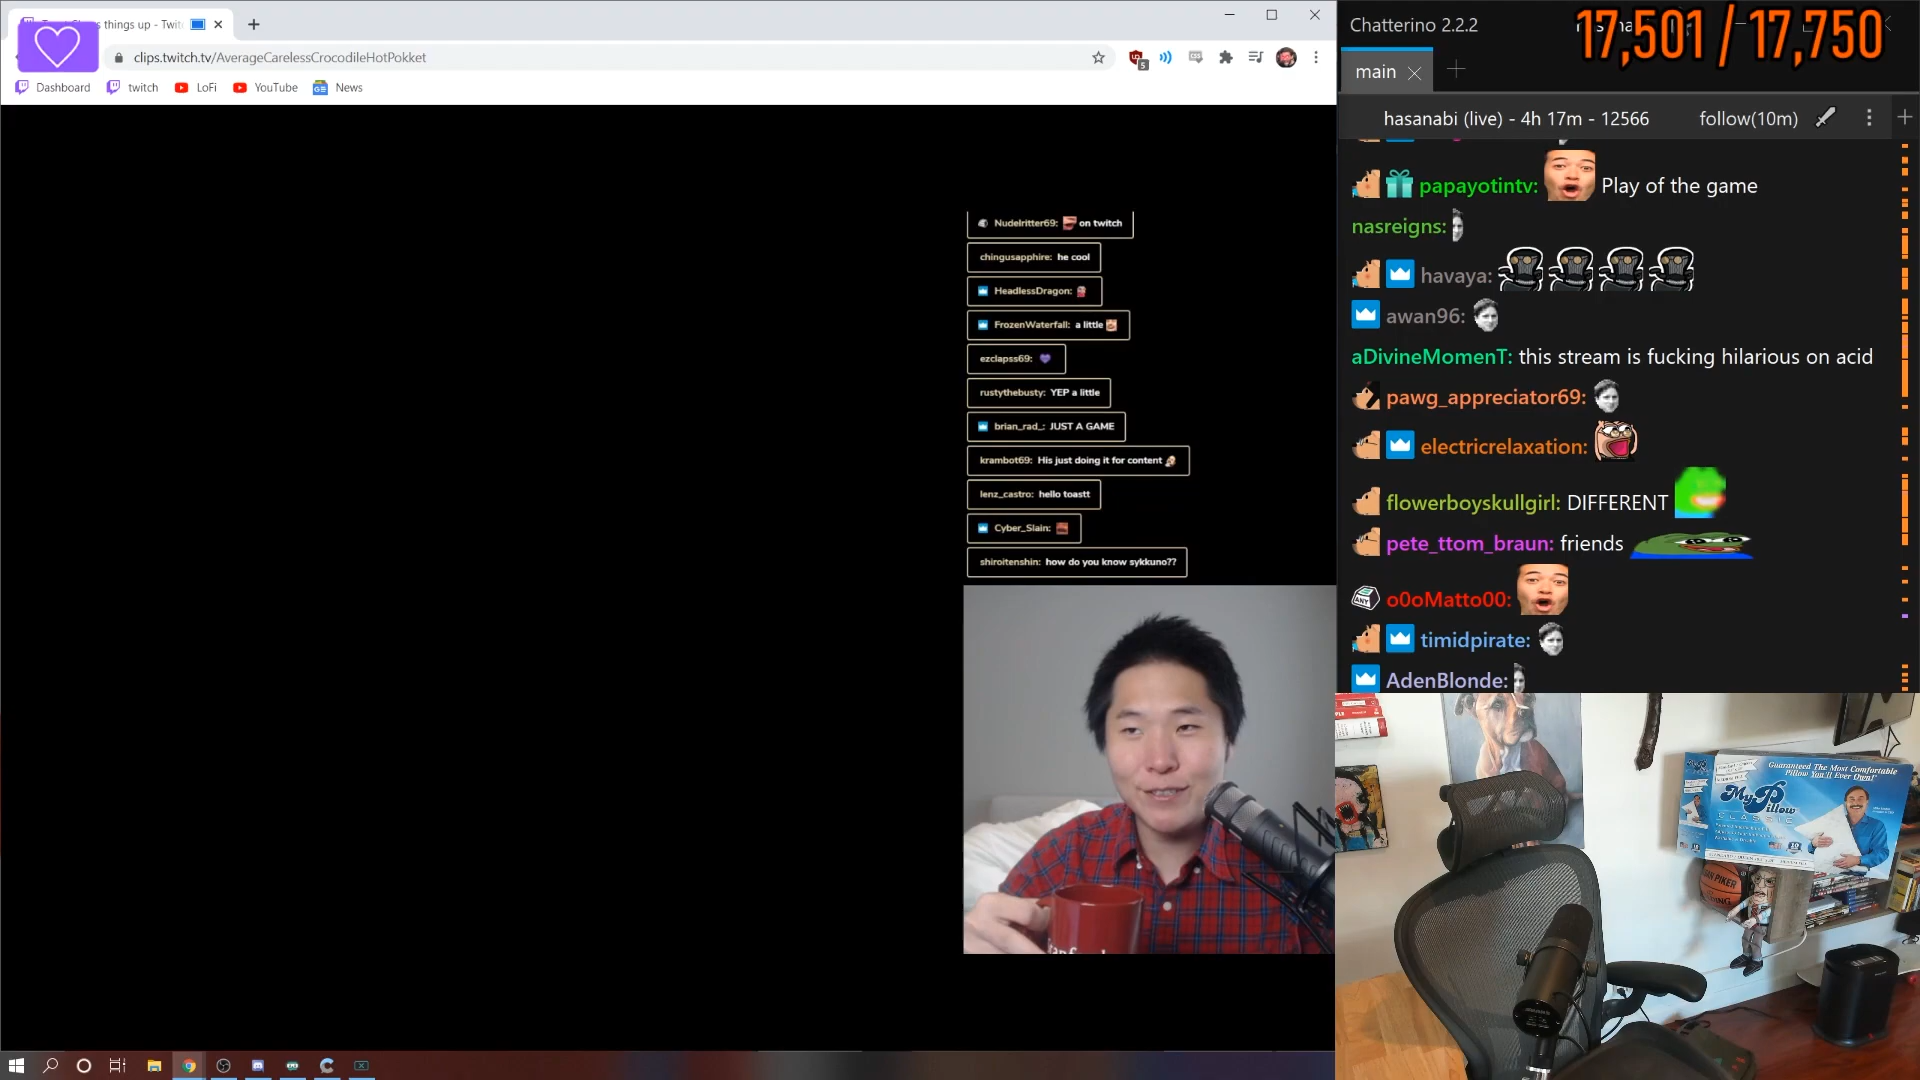 things up - Twitc
clips.twitch.tv/AverageCarelessCrocodileHotPokket
5
Dashboard
twitch
LoFi
YouTube
News
Nudelritter69: on twitch
chingusapphire: he cool
HeadlessDragon:
FrozenWaterfall: a little
ezclapss69:
rustythebusty: YEP a little
brian_rad_: JUST A GAME
krambot69: His just doing it for content
lenz_castro: hello toastt
Cyber_Slain:
shiroitenshin: how do you know sykkuno??
Chatterino 2.2.2
17,501 / 17,750
main
hasanabi (live) - 4h 17m - 12566
follow(10m)
papayotintv: Play of the game
nasreigns:
havaya:
awan96:
aDivineMomenT: this stream is fucking hilarious on acid
pawg_appreciator69:
electricrelaxation:
flowerboyskullgirl: DIFFERENT
pete_ttom_braun: friends
ANY o0oMatto00:
timidpirate:
AdenBlonde:
Guaranteed The Most Comfortable
Pillow You'll Ever Own!"
MyPillow
CLASSIC
PIKER